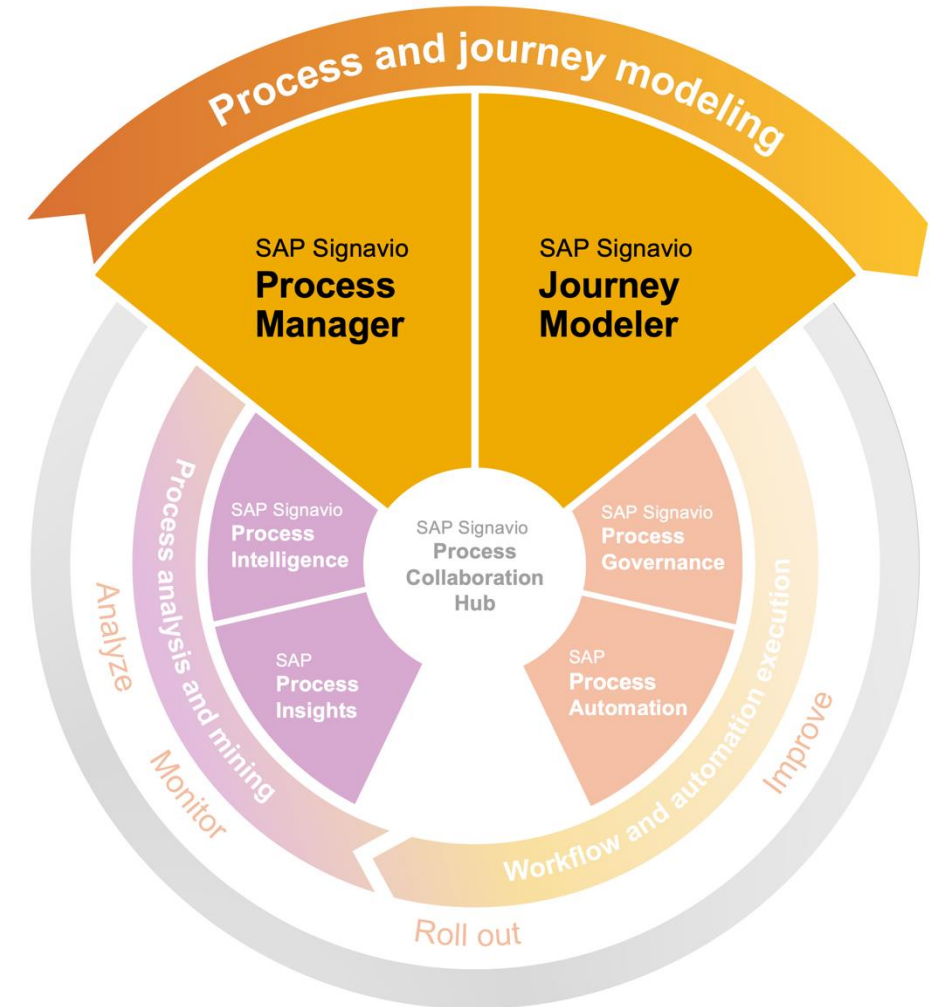 Process and journey modeling
SAP Signavio
Process
Manager
SAP Signavio
Journey
Modeler
SAP Signavio
Process
Intelligence
SAP
Process
Insights
SAP Signavio
Process
Collaboration
Hub
SAP Signavio
Process
Governance
SAP
Process
Automation
Process analysis and mining
Workflow and automation execution
Analyze
Monitor
Roll out
Improve